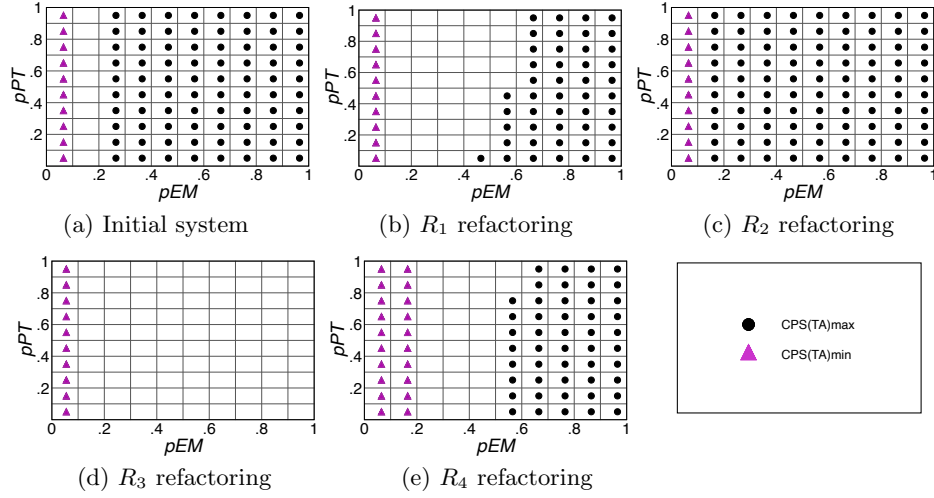 1
.8
.6
.4
.2
pPT
0 .2 .4 .6 .8 1
pEM
(a) Initial system
1
.8
.6
.4
.2
pPT
0 .2 .4 .6 .8 1
pEM
(b) R1 refactoring
1
.8
.6
.4
.2
pPT
0 .2 .4 .6 .8 1
pEM
(c) R2 refactoring
1
.8
.6
.4
.2
pPT
0 .2 .4 .6 .8 1
pEM
(d) R3 refactoring
1
.8
.6
.4
.2
pPT
0 .2 .4 .6 .8 1
pEM
(e) R4 refactoring
CPS(TA)max
CPS(TA)min